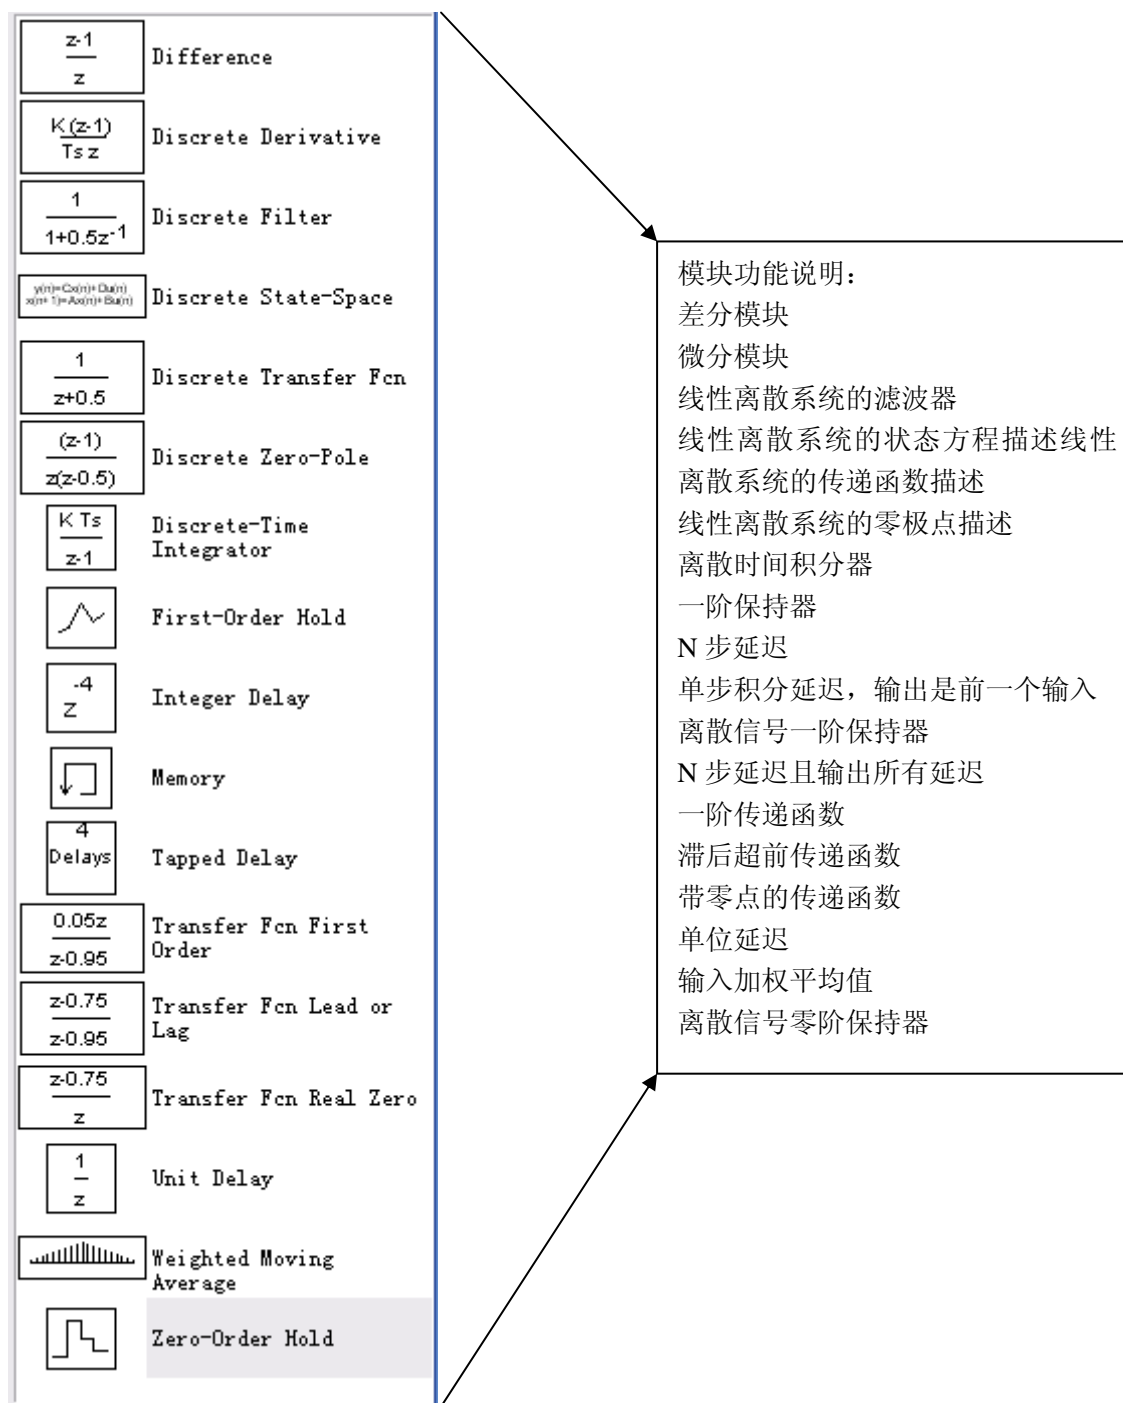 z-1
z
Difference
K(z-1)
Ts z
Discrete Derivative
1
1+0.5z-1
Discrete Filter
y(n)=Cx(n)+Du(n)
x(n+1)=Ax(n)+Bu(n)
Discrete State-Space
1
z+0.5
Discrete Transfer Fcn
(z-1)
z(z-0.5)
Discrete Zero-Pole
K Ts
z-1
Discrete-Time
Integrator
First-Order Hold
-4
Z
Integer Delay
Memory
4
Delays
Tapped Delay
0.05z
z-0.95
Transfer Fcn First
Order
z-0.75
z-0.95
Transfer Fcn Lead or
Lag
z-0.75
z
Transfer Fcn Real Zero
1
z
Unit Delay
Weighted Moving
Average
Zero-Order Hold
模块功能说明：
差分模块
微分模块
线性离散系统的滤波器
线性离散系统的状态方程描述线性
离散系统的传递函数描述
线性离散系统的零极点描述
离散时间积分器
一阶保持器
N 步延迟
单步积分延迟，输出是前一个输入
离散信号一阶保持器
N 步延迟且输出所有延迟
一阶传递函数
滞后超前传递函数
带零点的传递函数
单位延迟
输入加权平均值
离散信号零阶保持器